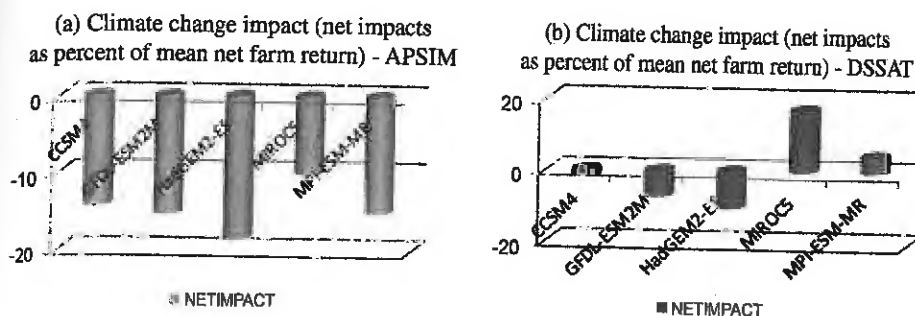 (a) Climate change impact (net impacts
as percent of mean net farm return) - APSIM
0
-10
-20
CCSM4
GFDL-ESM2M
HadGEM2-ES
MIROC5
MPI-ESM-MR
NETIMPACT
(b) Climate change impact (net impacts
as percent of mean net farm return) - DSSAT
20
0
-20
CCSM4
GFDL-ESM2M
HadGEM2-ES
MIROC5
MPI-ESM-MR
NETIMPACT